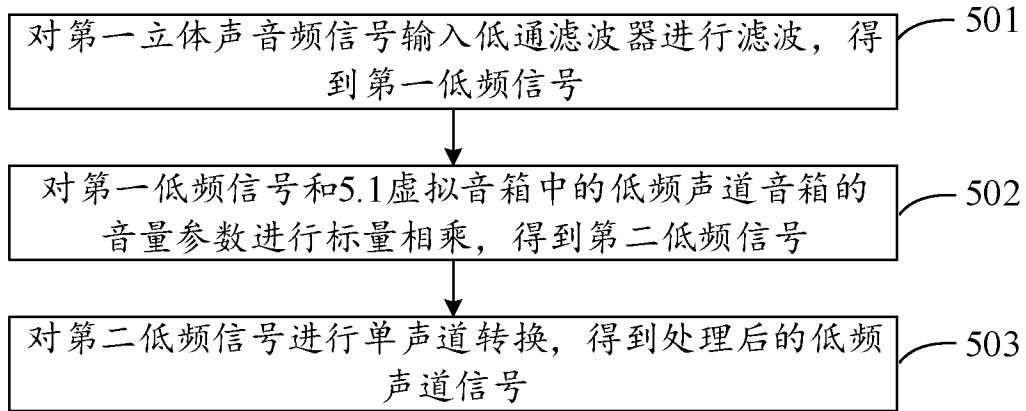 对第一立体声音频信号输入低通滤波器进行滤波，得
到第一低频信号
501
对第一低频信号和5.1虚拟音箱中的低频声道音箱的
音量参数进行标量相乘，得到第二低频信号
502
对第二低频信号进行单声道转换，得到处理后的低频
声道信号
503